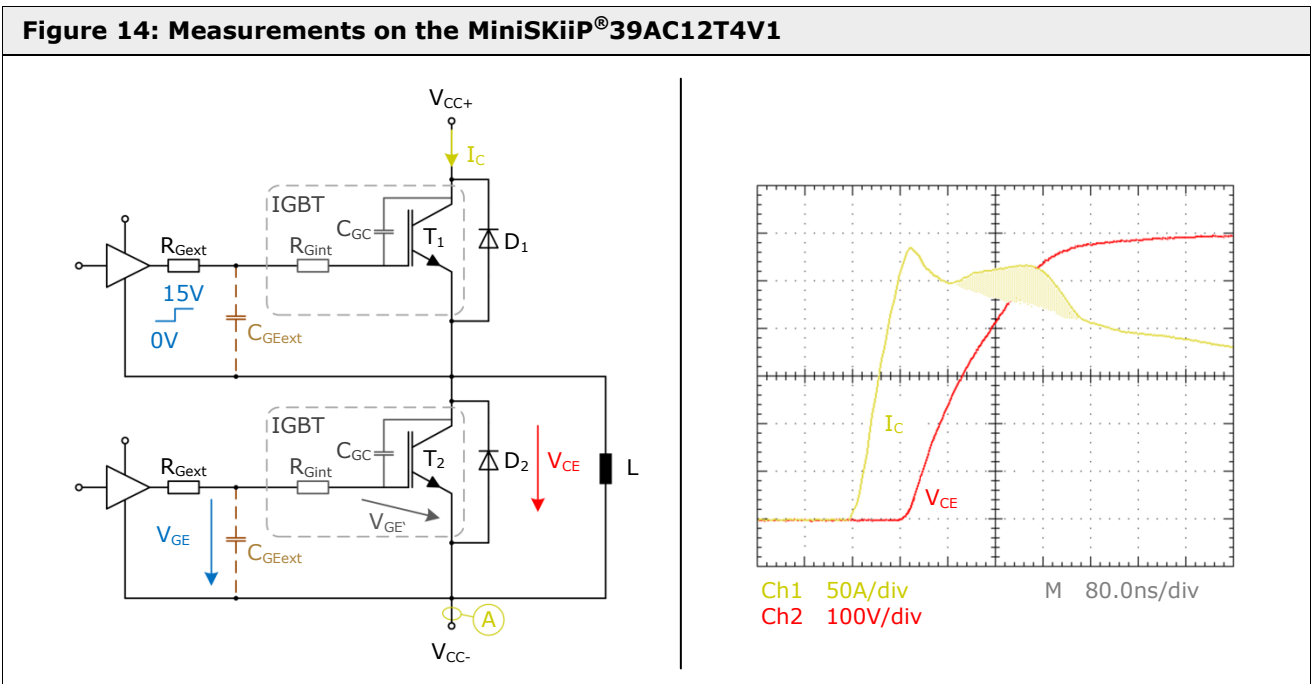 Figure 14: Measurements on the MiniSKiiP®39AC12T4V1
VCC+
IC
IGBT
CGC
RGext
RGint
T1
D1
15V
0V
CGEext
IGBT
CGC
RGext
RGint
T2
D2
VCE
L
VGE
VGE'
CGEext
A
VCC-
IC
VCE
Ch1 50A/div M 80.0ns/div
Ch2 100V/div